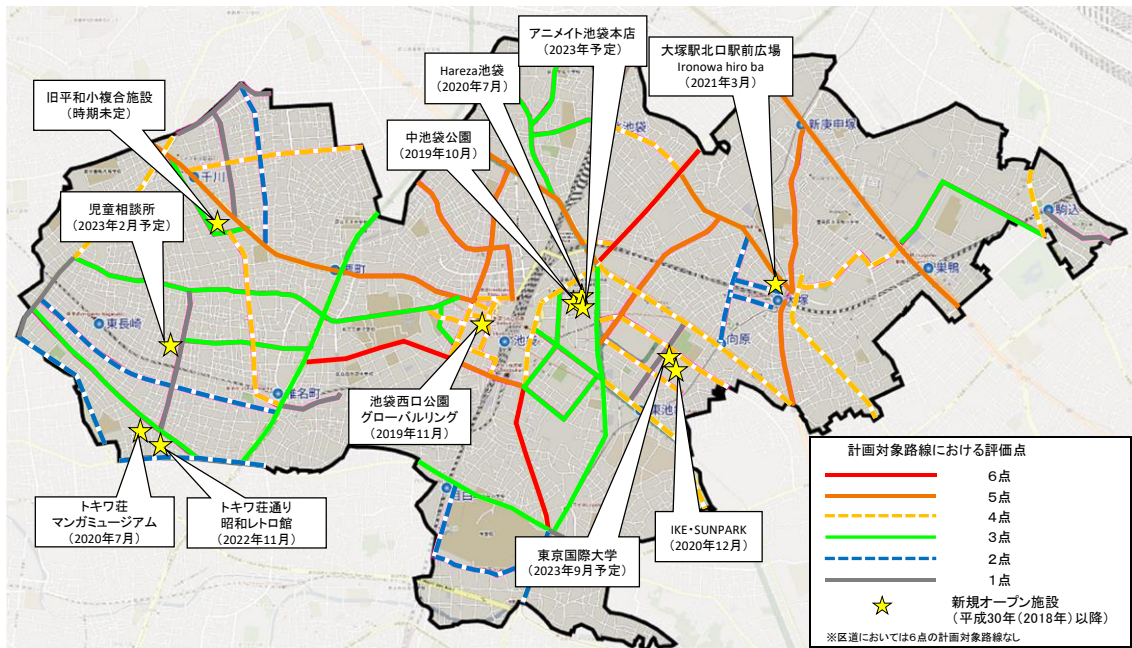 アニメイト池袋本店
（2023年予定）
大塚駅北口駅前広場
Ironowa hiro ba
（2021年3月）
Hareza池袋
（2020年7月）
旧平和小複合施設
（時期未定）
中池袋公園
（2019年10月）
児童相談所
（2023年2月予定）
池袋
新庚申塚
千川
駒込
要町
巣鴨
大塚
東長崎
池袋
向原
椎名町
東池袋
池袋西口公園
グローバルリング
（2019年11月）
目白
トキワ荘
マンガミュージアム
（2020年7月）
トキワ荘通り
昭和レトロ館
（2022年11月）
東京国際大学
（2023年9月予定）
IKE・SUNPARK
（2020年12月）
計画対象路線における評価点
6点
5点
4点
3点
2点
1点
新規オープン施設
（平成30年（2018年）以降）
※区道においては6点の計画対象路線なし